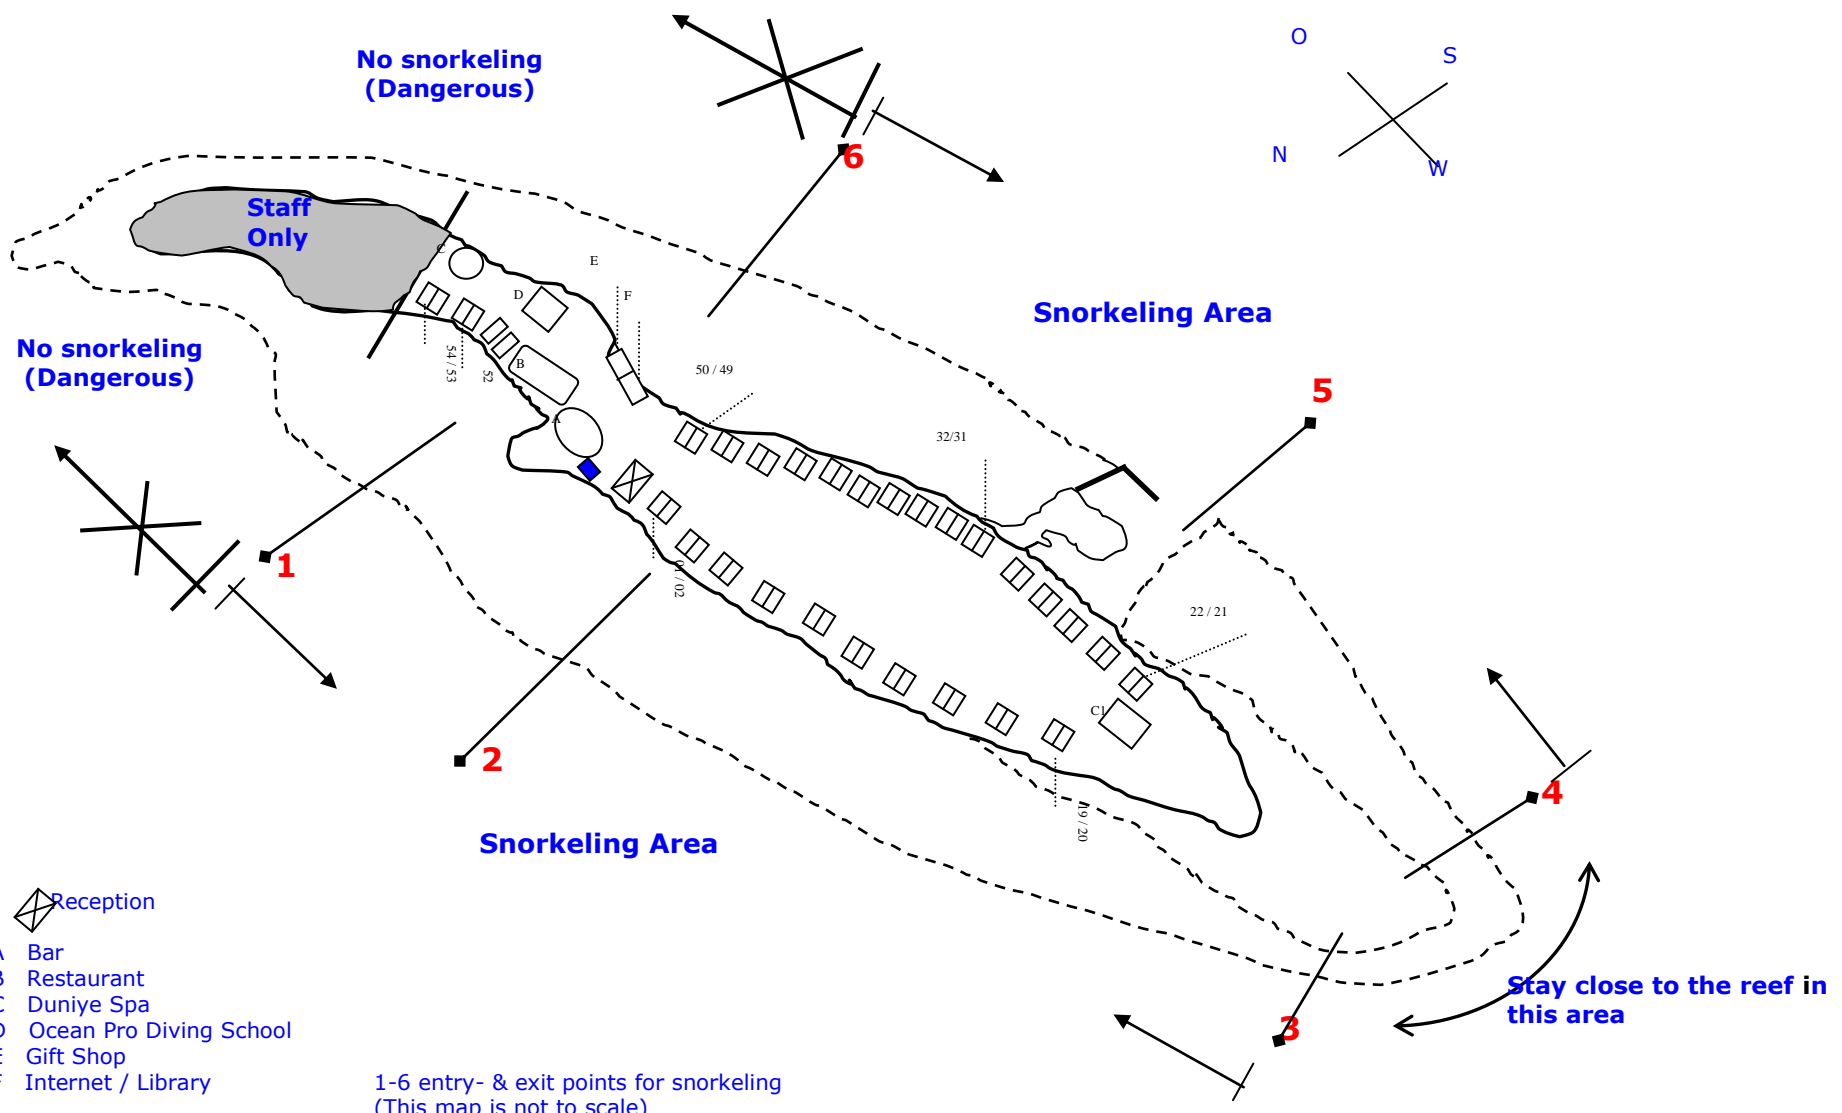 O
S
No snorkeling
(Dangerous)
N
W
6
Staff
Only
C
E
D
F
Snorkeling Area
No snorkeling
(Dangerous)
54 / 53
52
B
50 / 49
5
A
32/31
1
01 / 02
22 / 21
C1
2
4
19 / 20
Snorkeling Area
Reception
A Bar
B Restaurant
C Duniye Spa
D Ocean Pro Diving School
E Gift Shop
F Internet / Library
Stay close to the reef in
this area
3
1-6 entry- & exit points for snorkeling
(This map is not to scale)